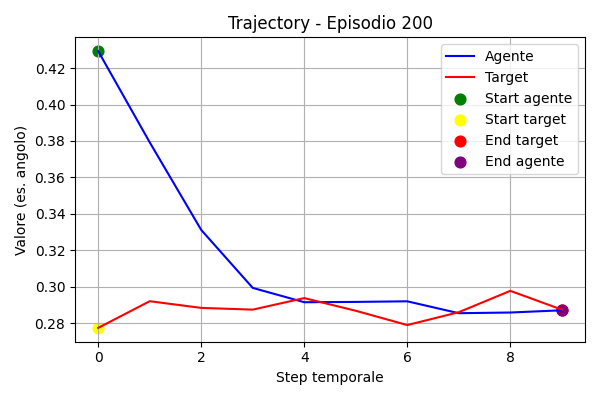 Trajectory - Episodio 200
Valore (es. angolo)
0.42
0.40
0.38
0.36
0.34
0.32
0.30
0.28
0 2 4 6 8
Step temporale
Agente
Target
Start agente
Start target
End target
End agente